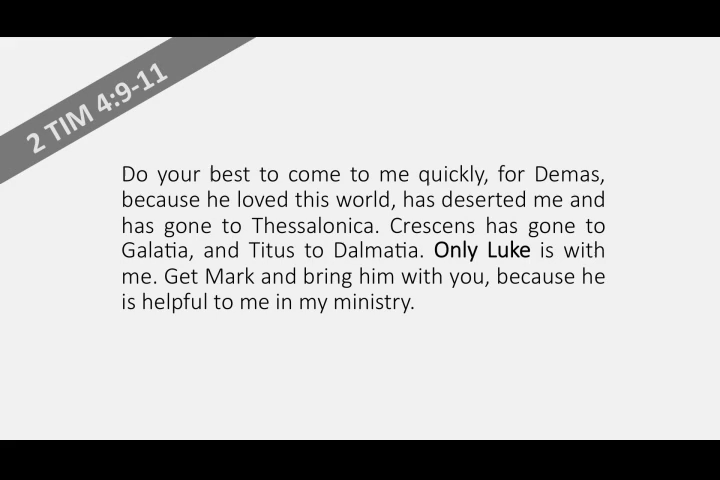 2 TIM 4:9-11
Do your best to come to me quickly, for Demas,
because he loved this world, has deserted me and
has gone to Thessalonica. Crescens has gone to
Galatia, and Titus to Dalmatia. Only Luke is with
me. Get Mark and bring him with you, because he
is helpful to me in my ministry.